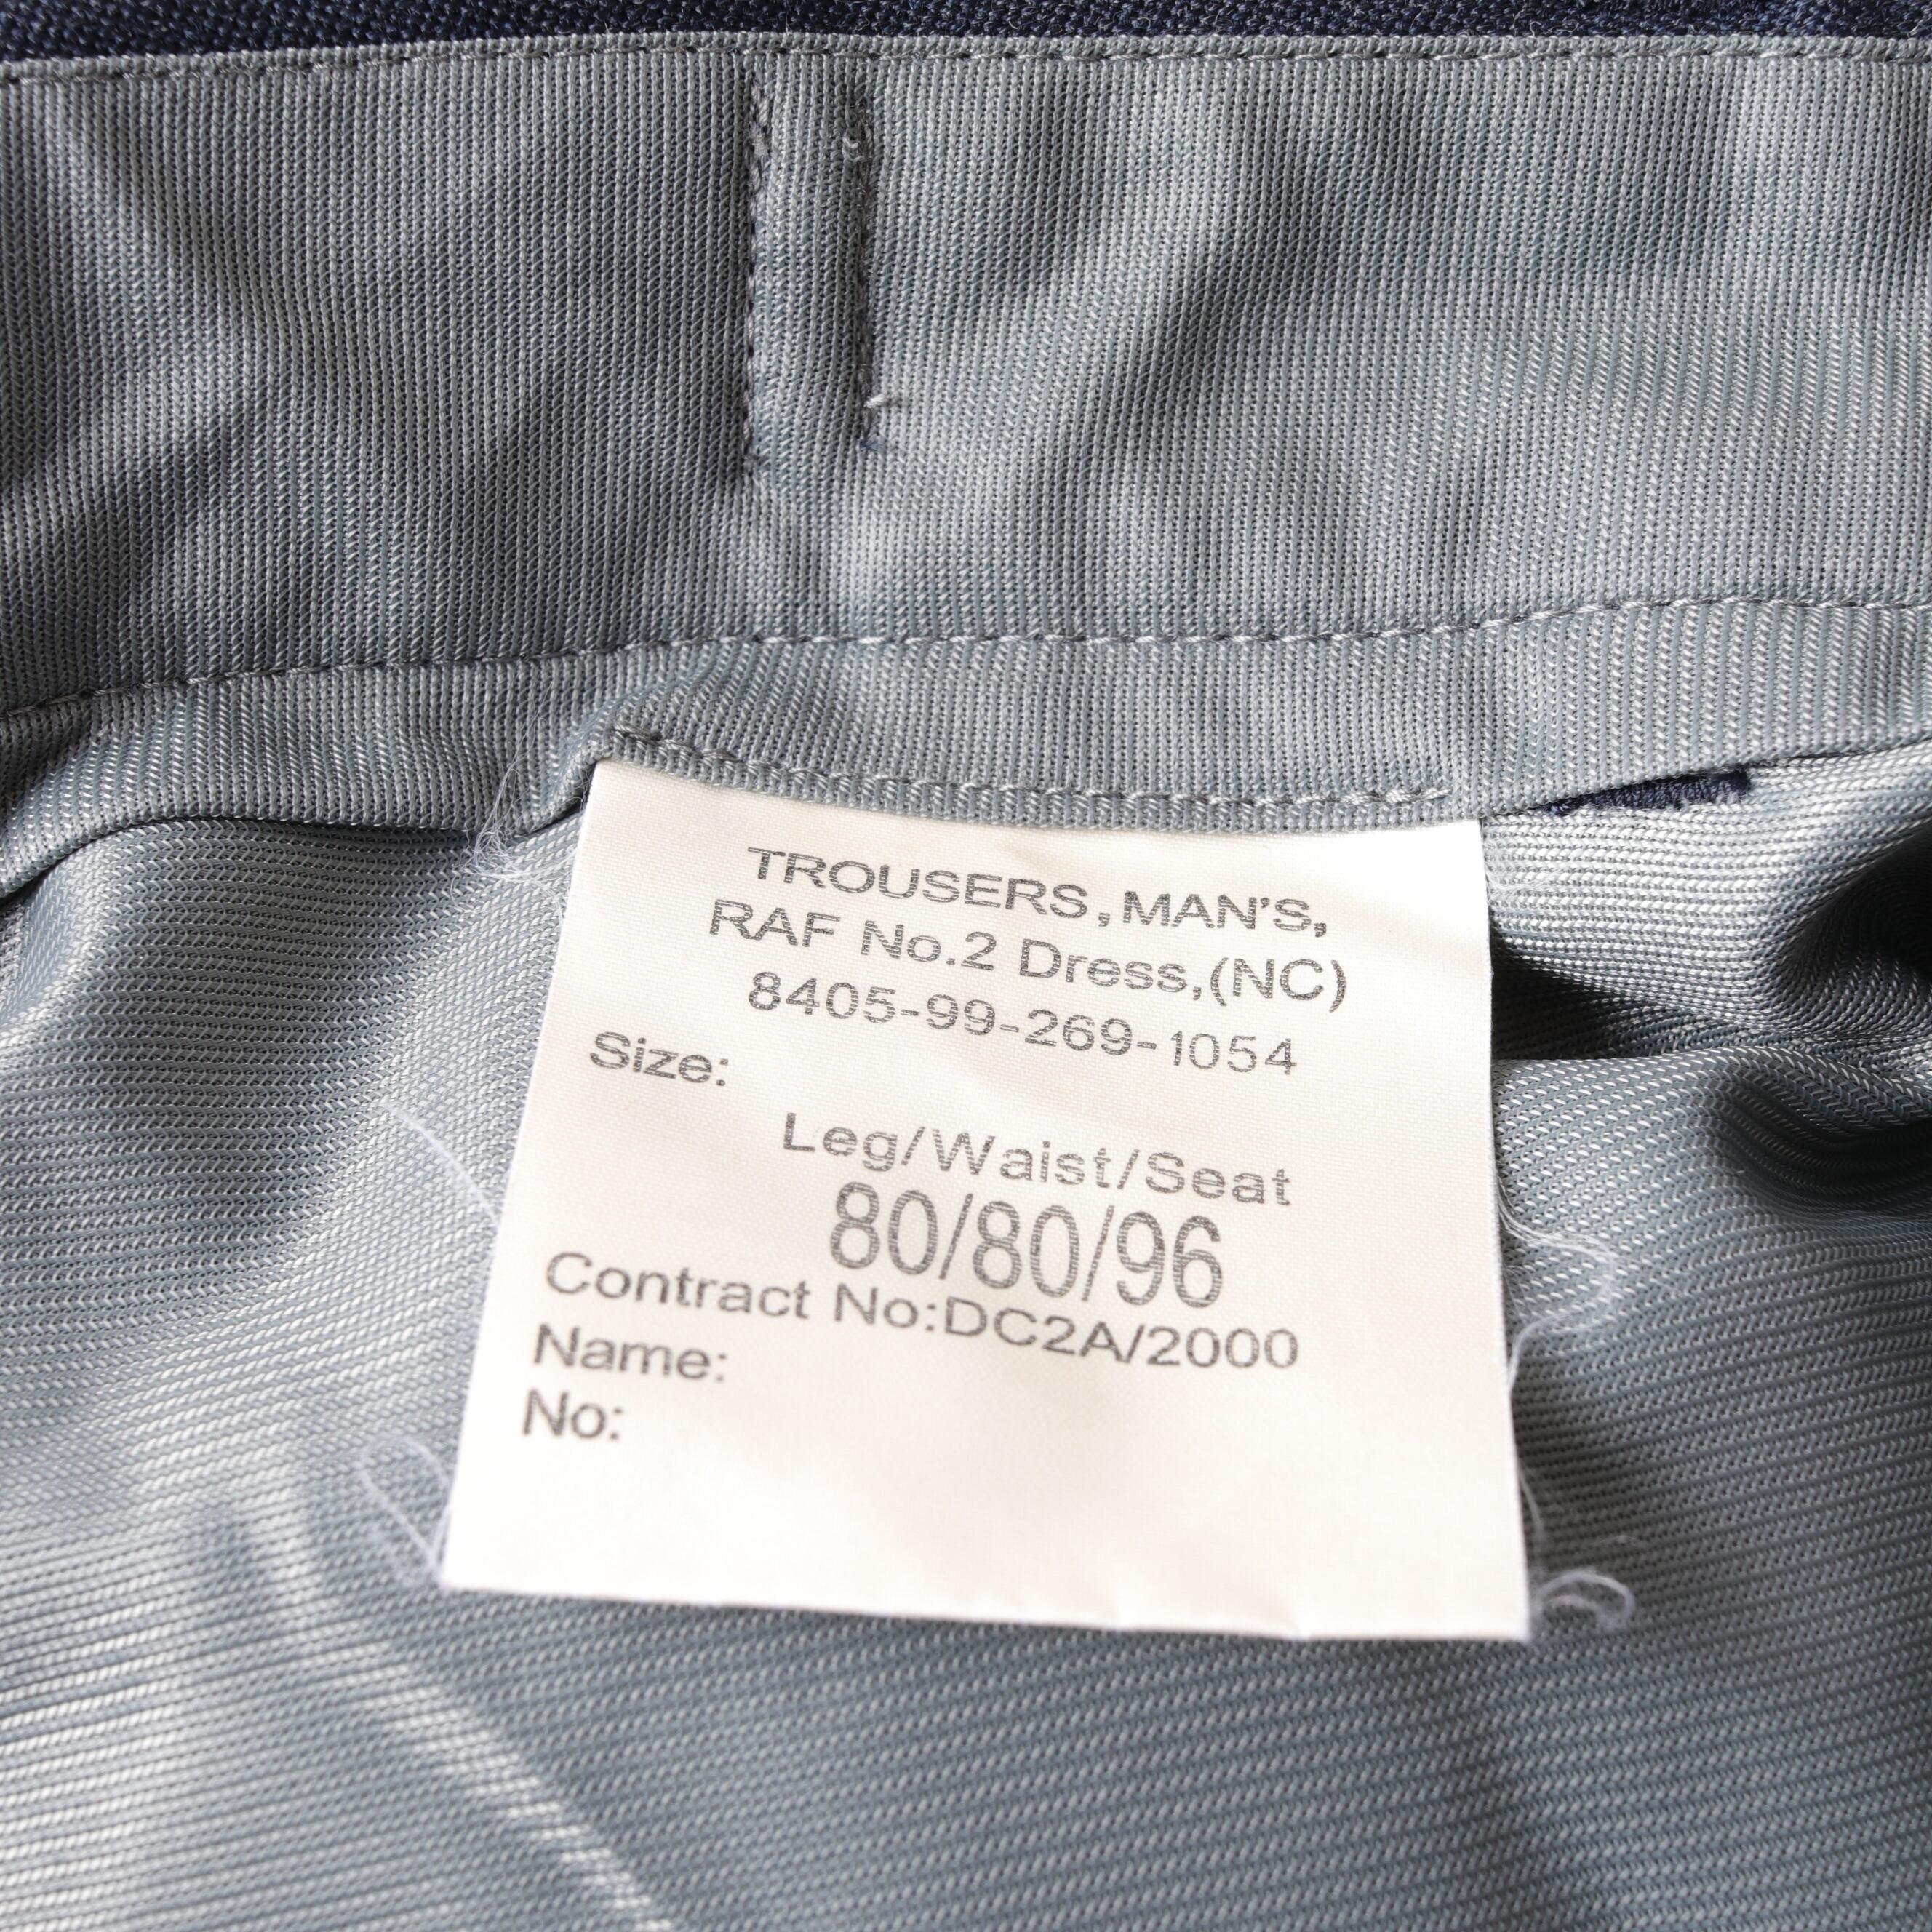 TROUSERS, MAN'S,
RAF No.2 Dress,(NC)
8405-99-269-1054
Size:
Leg/Waist/Seat
80/80/96
Contract No:DC2A/2000
Name:
No: